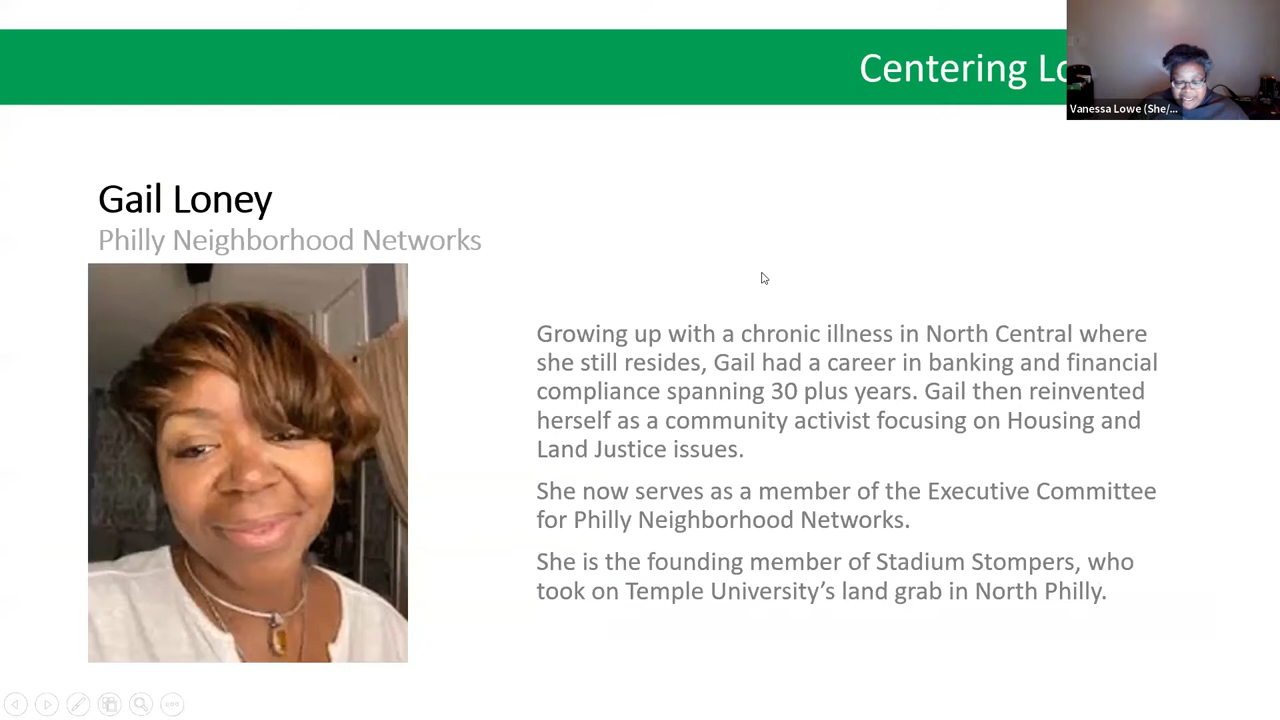 Centering Lo
Vanessa Lowe (She/...
Gail Loney
Philly Neighborhood Networks
Growing up with a chronic illness in North Central where
she still resides, Gail had a career in banking and financial
compliance spanning 30 plus years. Gail then reinvented
herself as a community activist focusing on Housing and
Land Justice issues.
She now serves as a member of the Executive Committee
for Philly Neighborhood Networks.
She is the founding member of Stadium Stompers, who
took on Temple University’s land grab in North Philly.